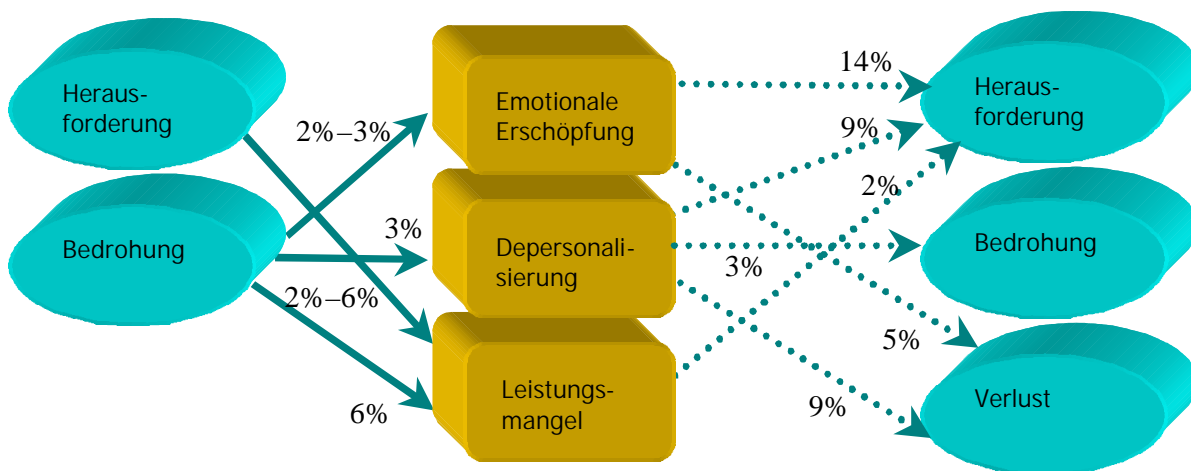 Heraus-
forderung
Bedrohung
2%–3%
3%
2%–6%
6%
Emotionale
Erschöpfung
Depersonali-
sierung
Leistungs-
mangel
14%
9%
2%
3%
5%
9%
Heraus-
forderung
Bedrohung
Verlust